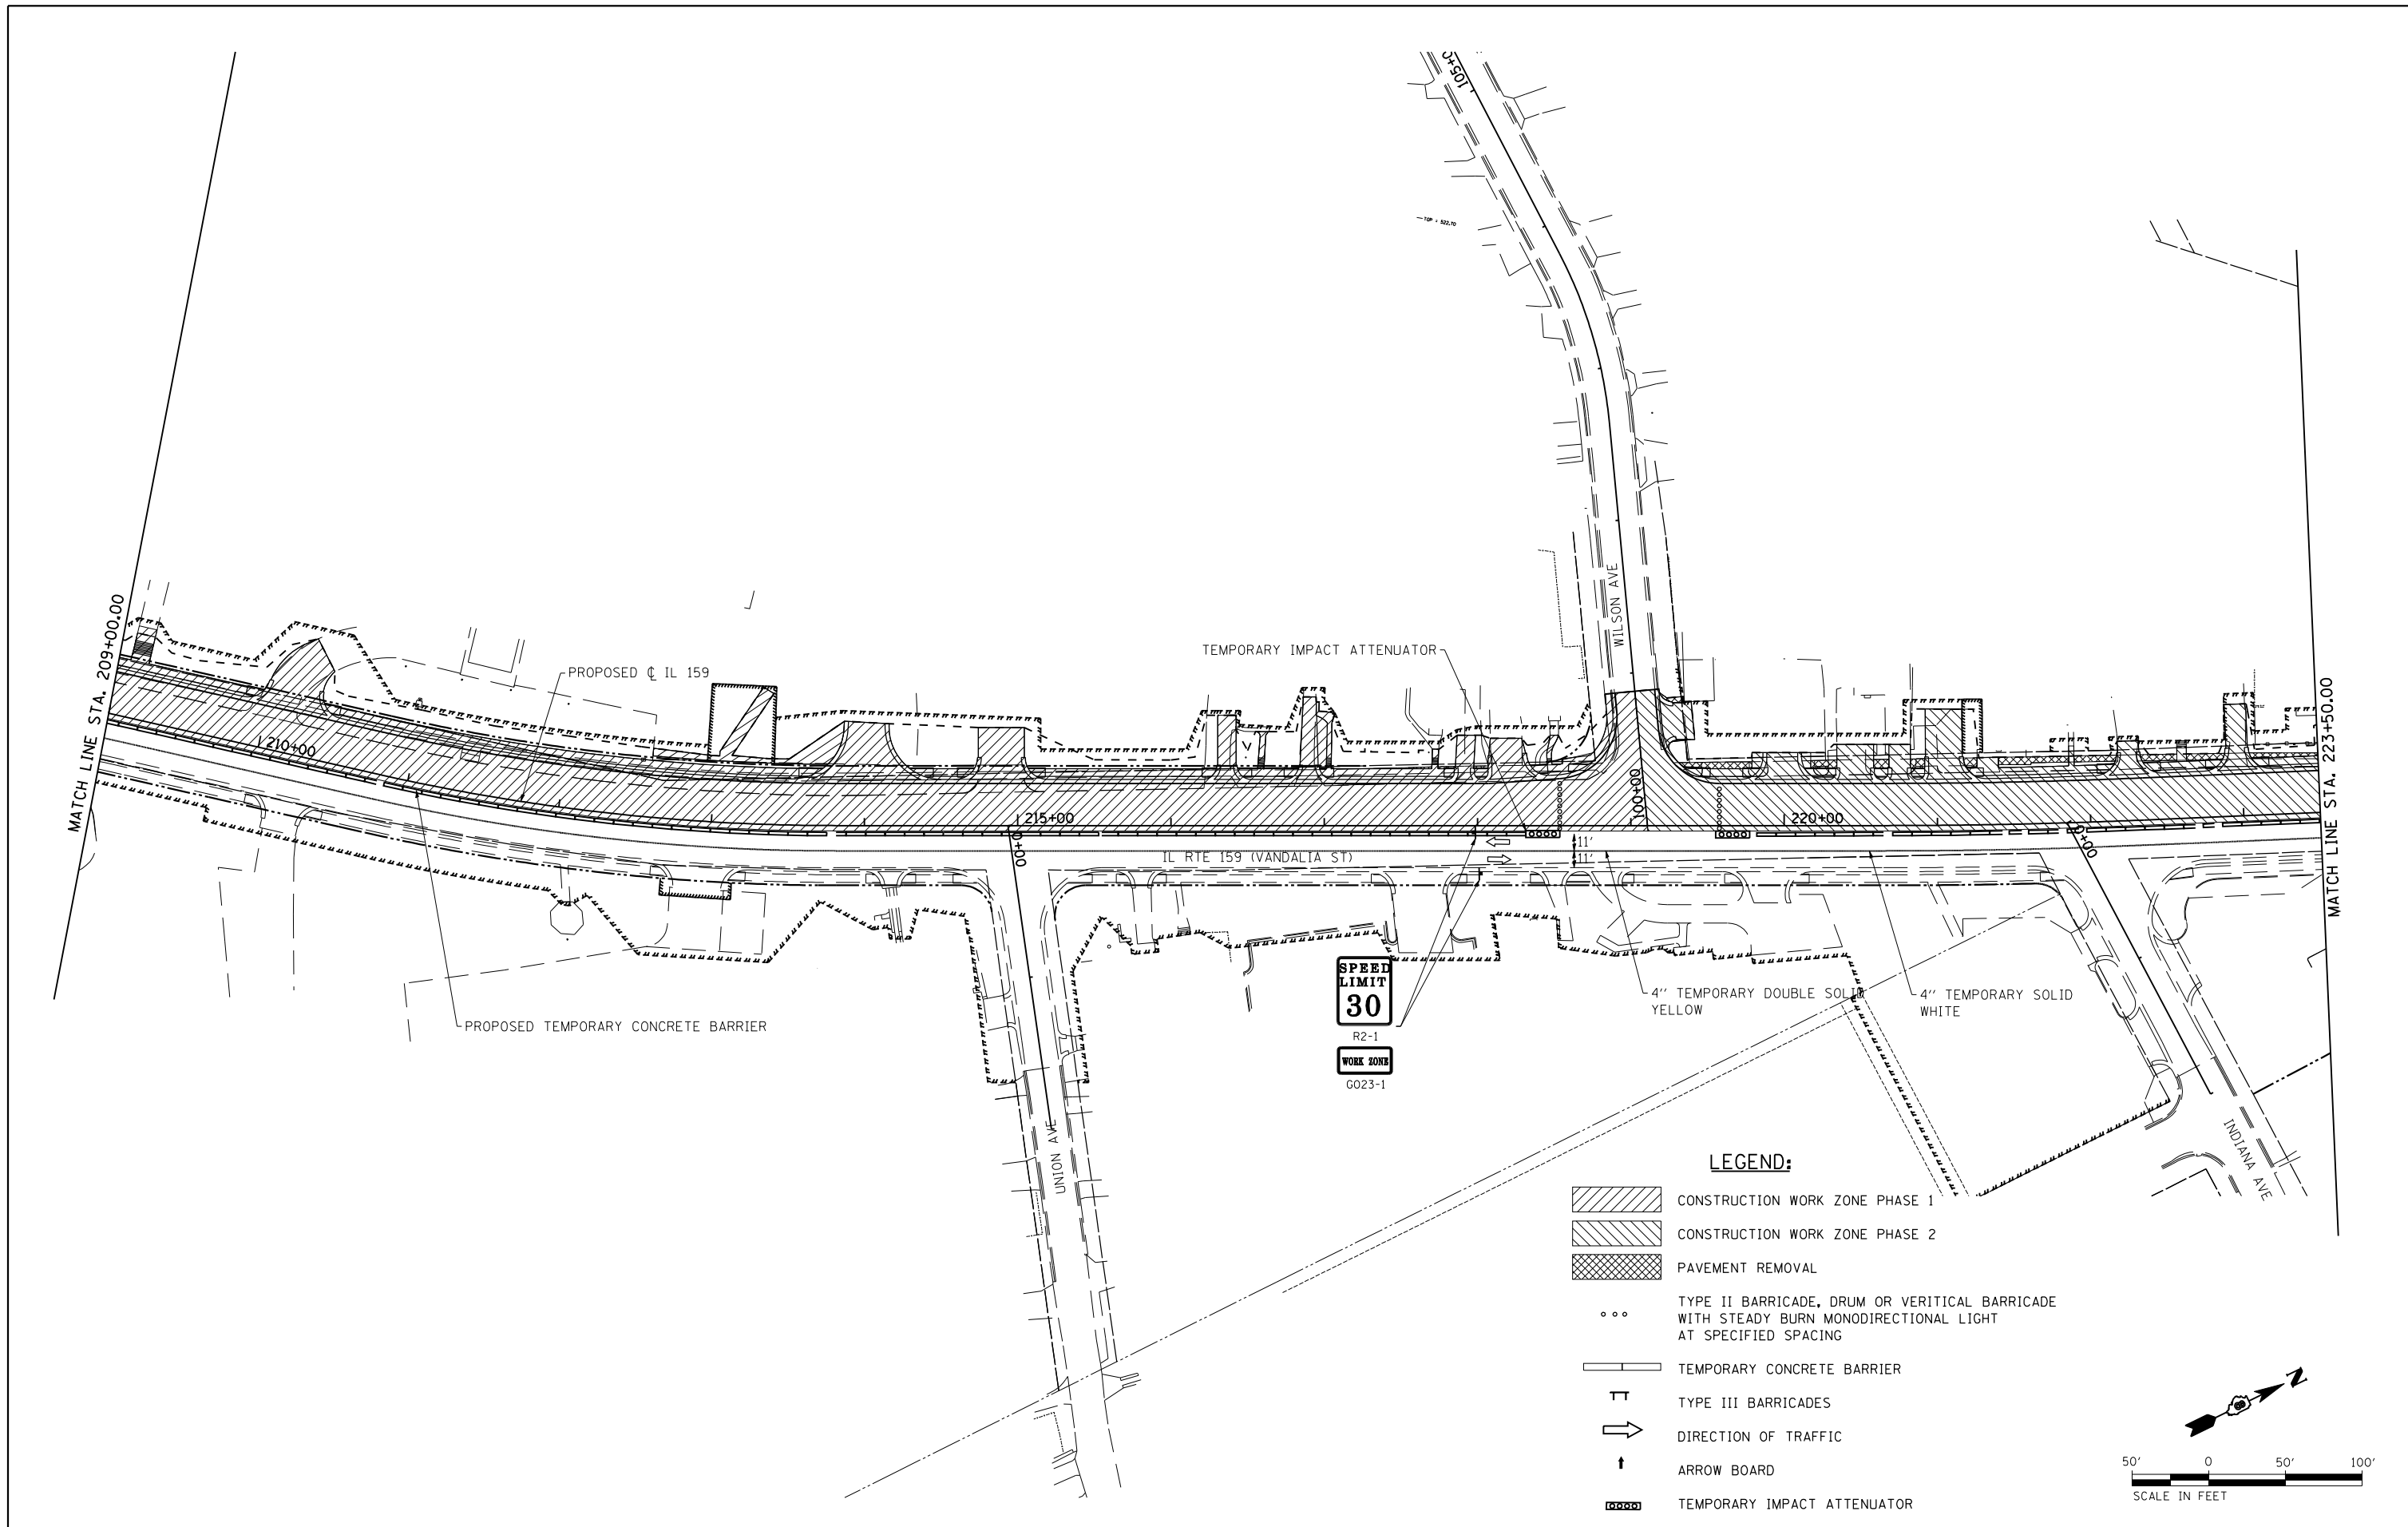 105+0
TOP = 522.70
MATCH LINE STA. 209+00.00
WILSON AVE
TEMPORARY IMPACT ATTENUATOR
PROPOSED ℄ IL 159
MATCH LINE STA. 223+50.00
210+00
100+00
215+00
220+00
0+00
0+00
11'
11'
IL RTE 159 (VANDALIA ST)
SPEED
LIMIT
30
R2-1
WORK ZONE
G023-1
4'' TEMPORARY DOUBLE SOLID
YELLOW
4'' TEMPORARY SOLID
WHITE
PROPOSED TEMPORARY CONCRETE BARRIER
UNION AVE
INDIANA AVE
LEGEND:
CONSTRUCTION WORK ZONE PHASE 1
CONSTRUCTION WORK ZONE PHASE 2
PAVEMENT REMOVAL
TYPE II BARRICADE, DRUM OR VERITICAL BARRICADE
WITH STEADY BURN MONODIRECTIONAL LIGHT
AT SPECIFIED SPACING
TEMPORARY CONCRETE BARRIER
TYPE III BARRICADES
DIRECTION OF TRAFFIC
ARROW BOARD
TEMPORARY IMPACT ATTENUATOR
N
50' 0 50' 100'
SCALE IN FEET